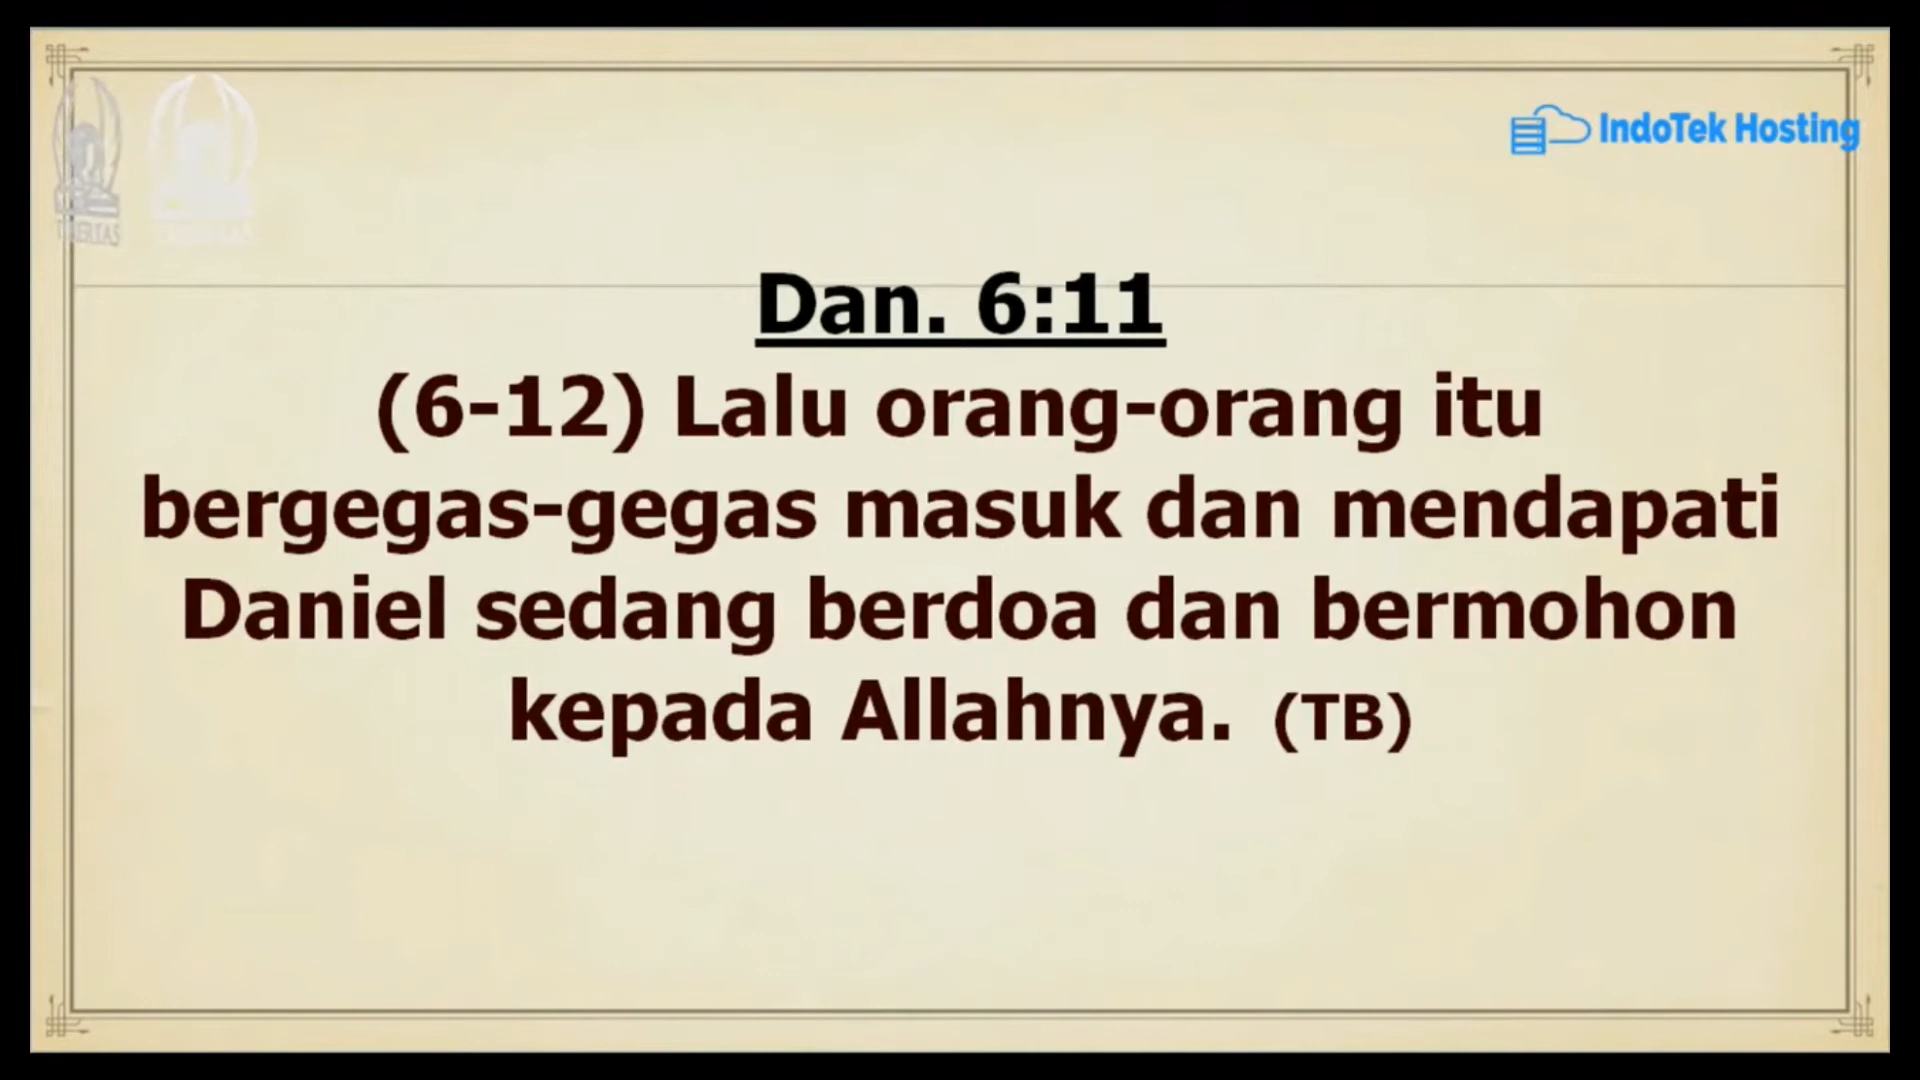 IndoTek Hosting
Dan. 6:11
(6-12) Lalu orang-orang itu
bergegas-gegas masuk dan mendapati
Daniel sedang berdoa dan bermohon
kepada Allahnya. (TB)